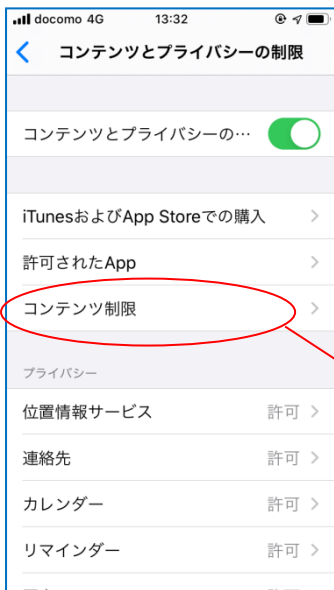 docomo 4G 13:32
コンテンツとプライバシーの制限
コンテンツとプライバシーの…
iTunesおよびApp Storeでの購入
許可されたApp
コンテンツ制限
プライバシー
位置情報サービス 許可
連絡先 許可
カレンダー 許可
リマインダー 許可